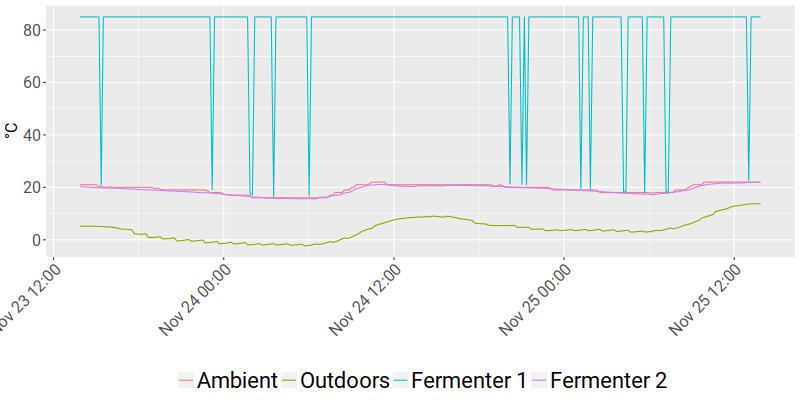 °C
80
60
40
20
0
Nov 23 12:00
Nov 24 00:00
Nov 24 12:00
Nov 25 00:00
Nov 25 12:00
Ambient Outdoors Fermenter 1 Fermenter 2